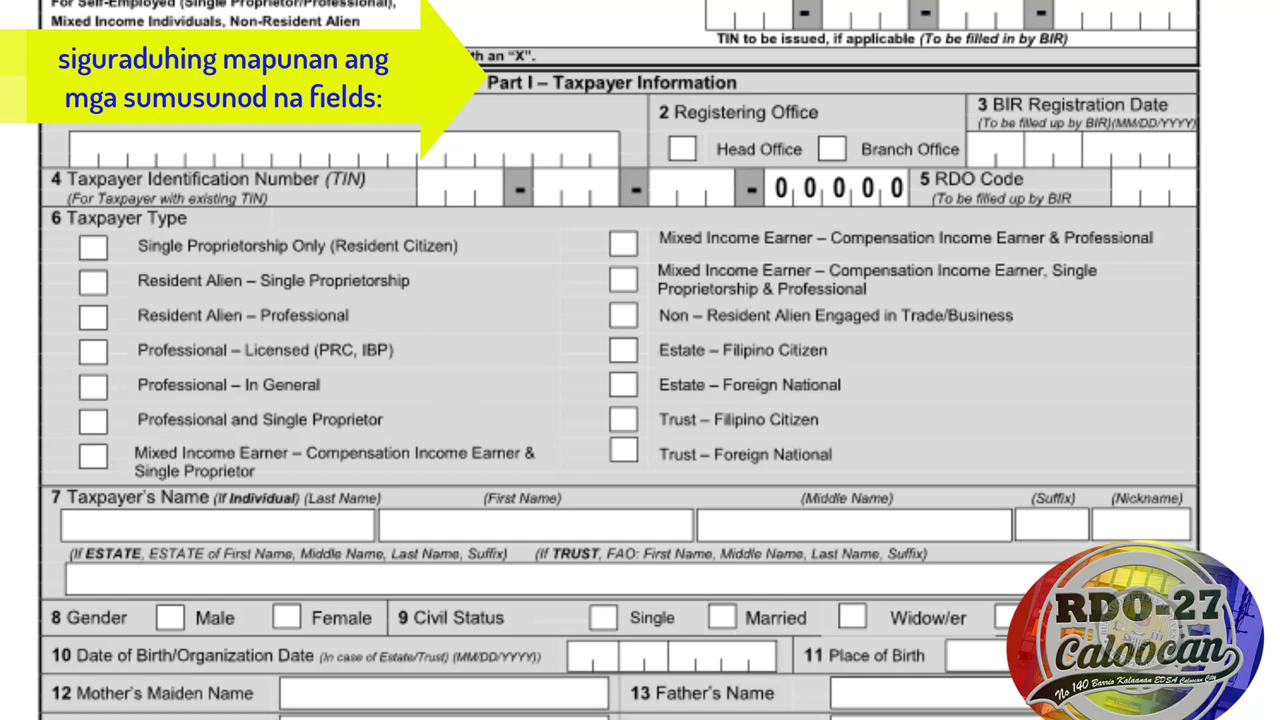 For Self-Employed (Single Proprietor/Professional),
Mixed Income Individuals, Non-Resident Alien
TIN to be issued, if applicable (To be filled in by BIR)
siguraduhing mapunan ang
mga sumusunod na fields:
an "X".
Part I – Taxpayer Information
2 Registering Office
Head Office Branch Office
3 BIR Registration Date
(To be filled up by BIR)(MM/DD/YYYY)
4 Taxpayer Identification Number (TIN)
(For Taxpayer with existing TIN)
- - - 0 0 0 0 0
5 RDO Code
(To be filled up by BIR
6 Taxpayer Type
Single Proprietorship Only (Resident Citizen)
Resident Alien – Single Proprietorship
Resident Alien – Professional
Professional – Licensed (PRC, IBP)
Professional – In General
Professional and Single Proprietor
Mixed Income Earner – Compensation Income Earner &
Single Proprietor
Mixed Income Earner – Compensation Income Earner & Professional
Mixed Income Earner – Compensation Income Earner, Single
Proprietorship & Professional
Non – Resident Alien Engaged in Trade/Business
Estate – Filipino Citizen
Estate – Foreign National
Trust – Filipino Citizen
Trust – Foreign National
7 Taxpayer's Name (If Individual) (Last Name) (First Name) (Middle Name) (Suffix) (Nickname)
(If ESTATE, ESTATE of First Name, Middle Name, Last Name, Suffix) (If TRUST, FAO: First Name, Middle Name, Last Name, Suffix)
8 Gender Male Female 9 Civil Status Single Married Widow/er
10 Date of Birth/Organization Date (In case of Estate/Trust) (MM/DD/YYYY)) 11 Place of Birth
12 Mother's Maiden Name 13 Father's Name
RDO-27
Caloocan
No 140 Barrio Kalaanan EDSA Caloocan City